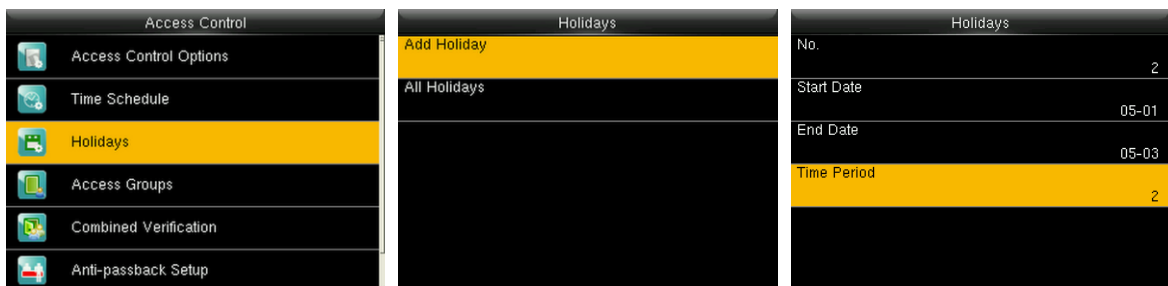 Access Control
Access Control Options
Time Schedule
Holidays
Access Groups
Combined Verification
Anti-passback Setup
Holidays
Add Holiday
All Holidays
Holidays
No.
2
Start Date
05-01
End Date
05-03
Time Period
2